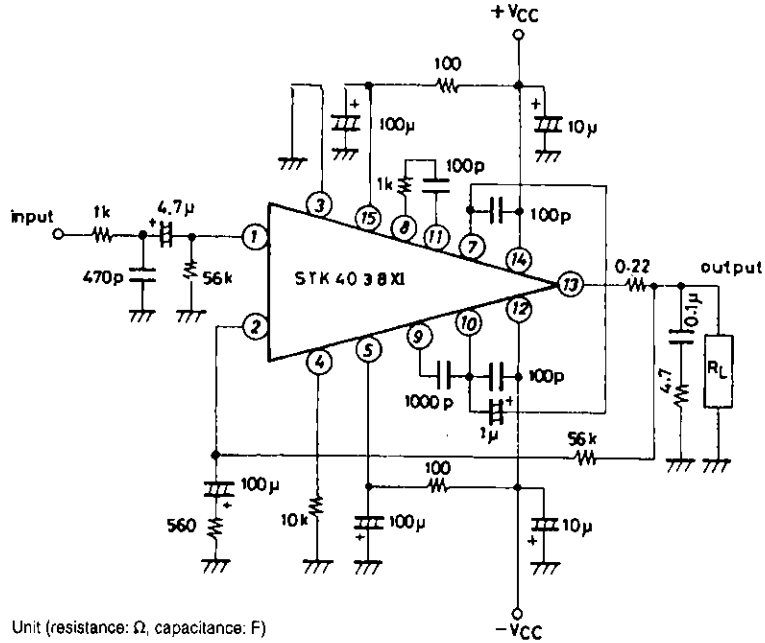 +VCC
100
+
100μ
+
10μ
100p
1k
3
15
8
11
7
100p
14
input
1k
4.7μ
+
1
470p
56k
STK 4038XI
13
0.22
output
0.1μ
4.7
RL
2
4
5
9
10
12
1000p
100p
+
1μ
56k
100μ
+
560
10k
100
100μ
+
10μ
+
-VCC
Unit (resistance: Ω, capacitance: F)